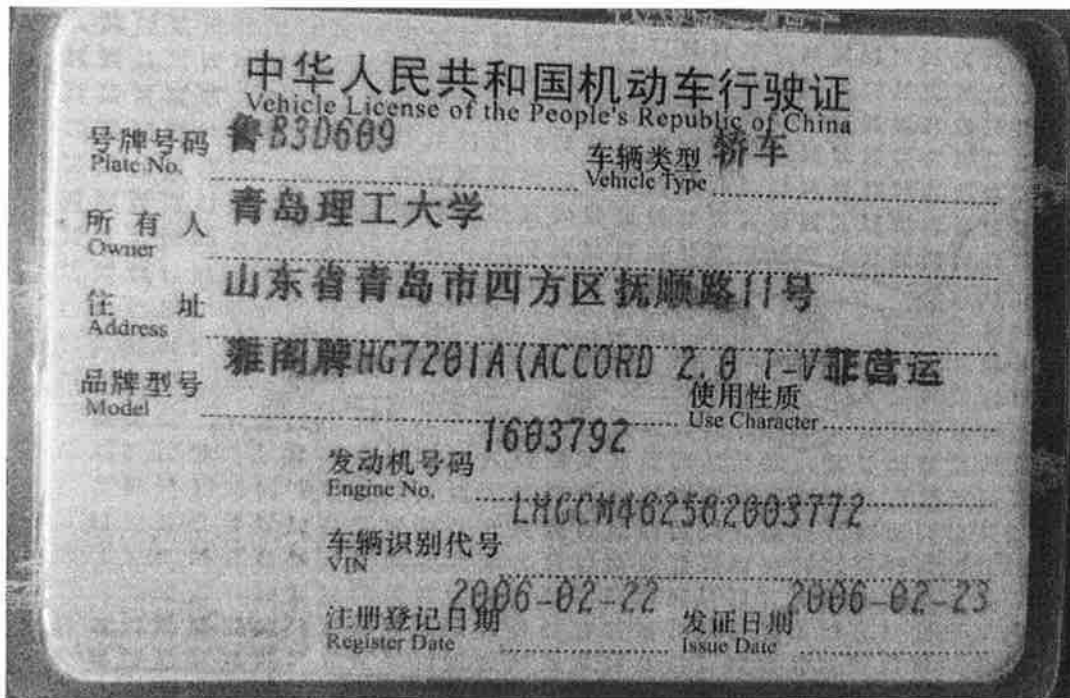 中华人民共和国机动车行驶证
Vehicle License of the People's Republic of China
号牌号码 鲁B3D609 车辆类型 轿车
Plate No. Vehicle Type
所有人 青岛理工大学
Owner
住址 山东省青岛市四方区抚顺路11号
Address
品牌型号 雅阁牌HG7201A(ACCORD 2.0 I-V 使用性质 非营运
Model Use Character
发动机号码 1603792
Engine No.
车辆识别代号 LHGCM462562003772
VIN
注册登记日期 2006-02-22 发证日期 2006-02-23
Register Date Issue Date